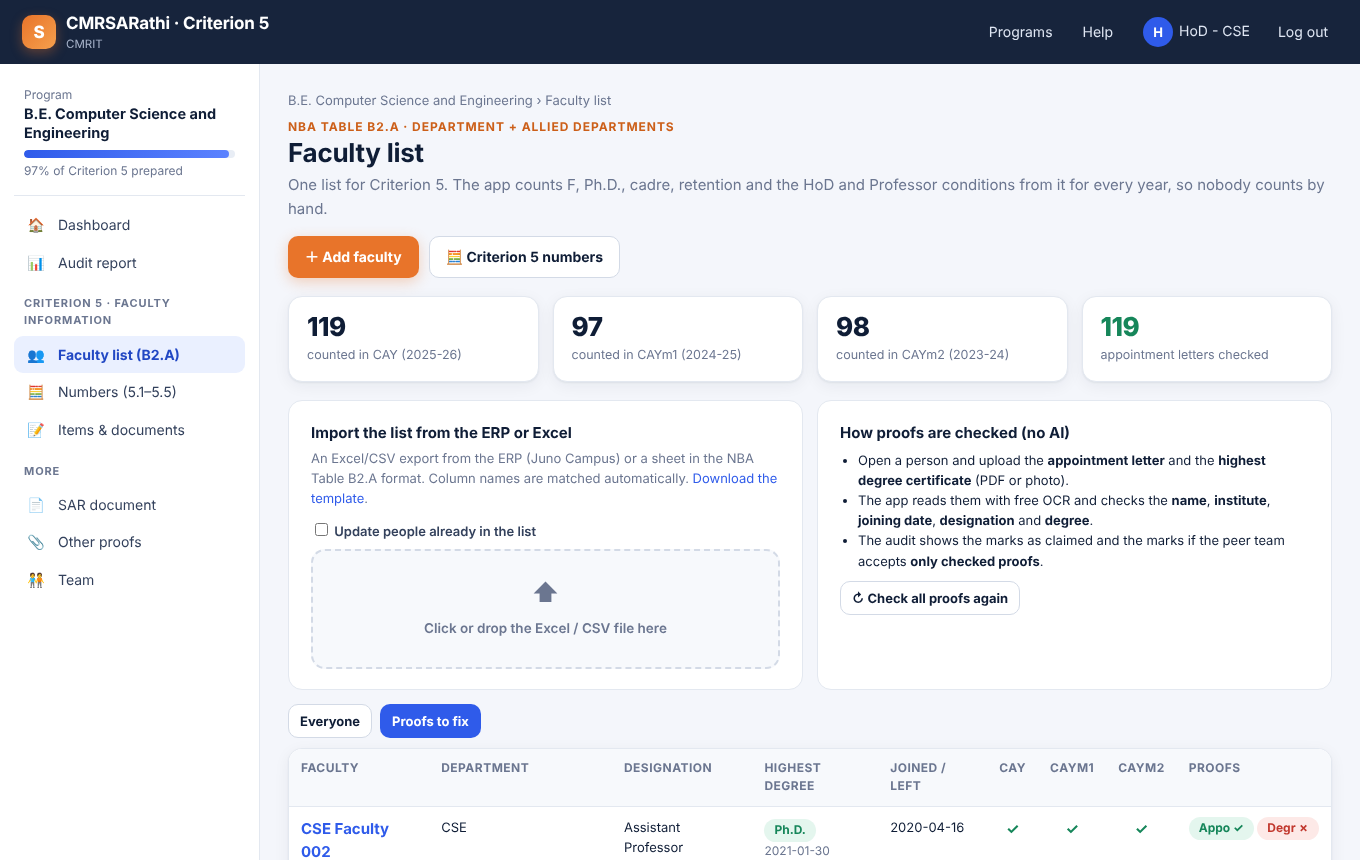 S
CMRSARathi · Criterion 5
CMRIT
Programs
Help
H
HoD - CSE
Log out
Program
B.E. Computer Science and
Engineering
97% of Criterion 5 prepared
Dashboard
Audit report
CRITERION 5 · FACULTY
INFORMATION
Faculty list (B2.A)
Numbers (5.1–5.5)
Items & documents
MORE
SAR document
Other proofs
Team
B.E. Computer Science and Engineering › Faculty list
NBA TABLE B2.A · DEPARTMENT + ALLIED DEPARTMENTS
Faculty list
One list for Criterion 5. The app counts F, Ph.D., cadre, retention and the HoD and Professor conditions from it for every year, so nobody counts by
hand.
+ Add faculty
Criterion 5 numbers
119
counted in CAY (2025-26)
97
counted in CAYm1 (2024-25)
98
counted in CAYm2 (2023-24)
119
appointment letters checked
Import the list from the ERP or Excel
An Excel/CSV export from the ERP (Juno Campus) or a sheet in the NBA
Table B2.A format. Column names are matched automatically. Download the
template.
Update people already in the list
Click or drop the Excel / CSV file here
How proofs are checked (no AI)
• Open a person and upload the appointment letter and the highest
degree certificate (PDF or photo).
• The app reads them with free OCR and checks the name, institute,
joining date, designation and degree.
• The audit shows the marks as claimed and the marks if the peer team
accepts only checked proofs.
↻ Check all proofs again
Everyone
Proofs to fix
FACULTY
DEPARTMENT
DESIGNATION
HIGHEST
DEGREE
JOINED /
LEFT
CAY
CAYM1
CAYM2
PROOFS
CSE Faculty
002
CSE
Assistant
Professor
Ph.D.
2021-01-30
2020-04-16
✓
✓
✓
Appo ✓
Degr ×